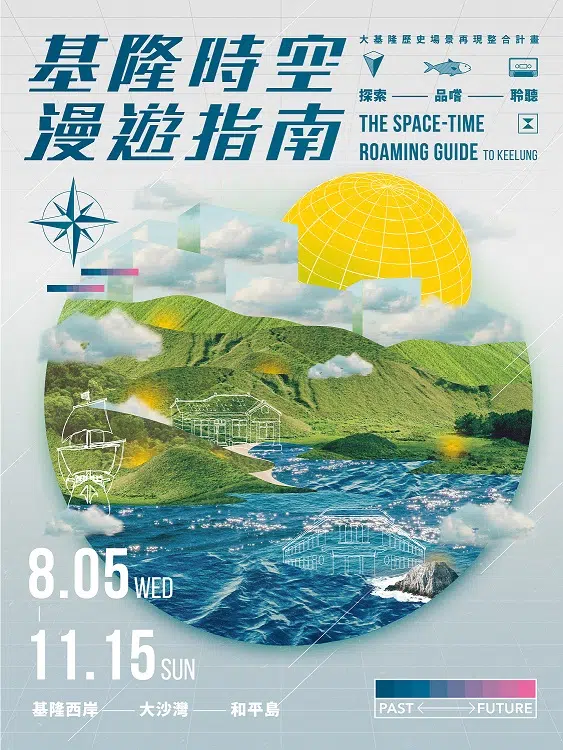 大基隆歷史場景再現整合計畫
基隆時空
漫遊指南
探索 品嚐 聆聽
THE SPACE-TIME
ROAMING GUIDE TO KEELUNG
8.05 WED
11.15 SUN
基隆西岸 大沙灣 和平島
PAST FUTURE